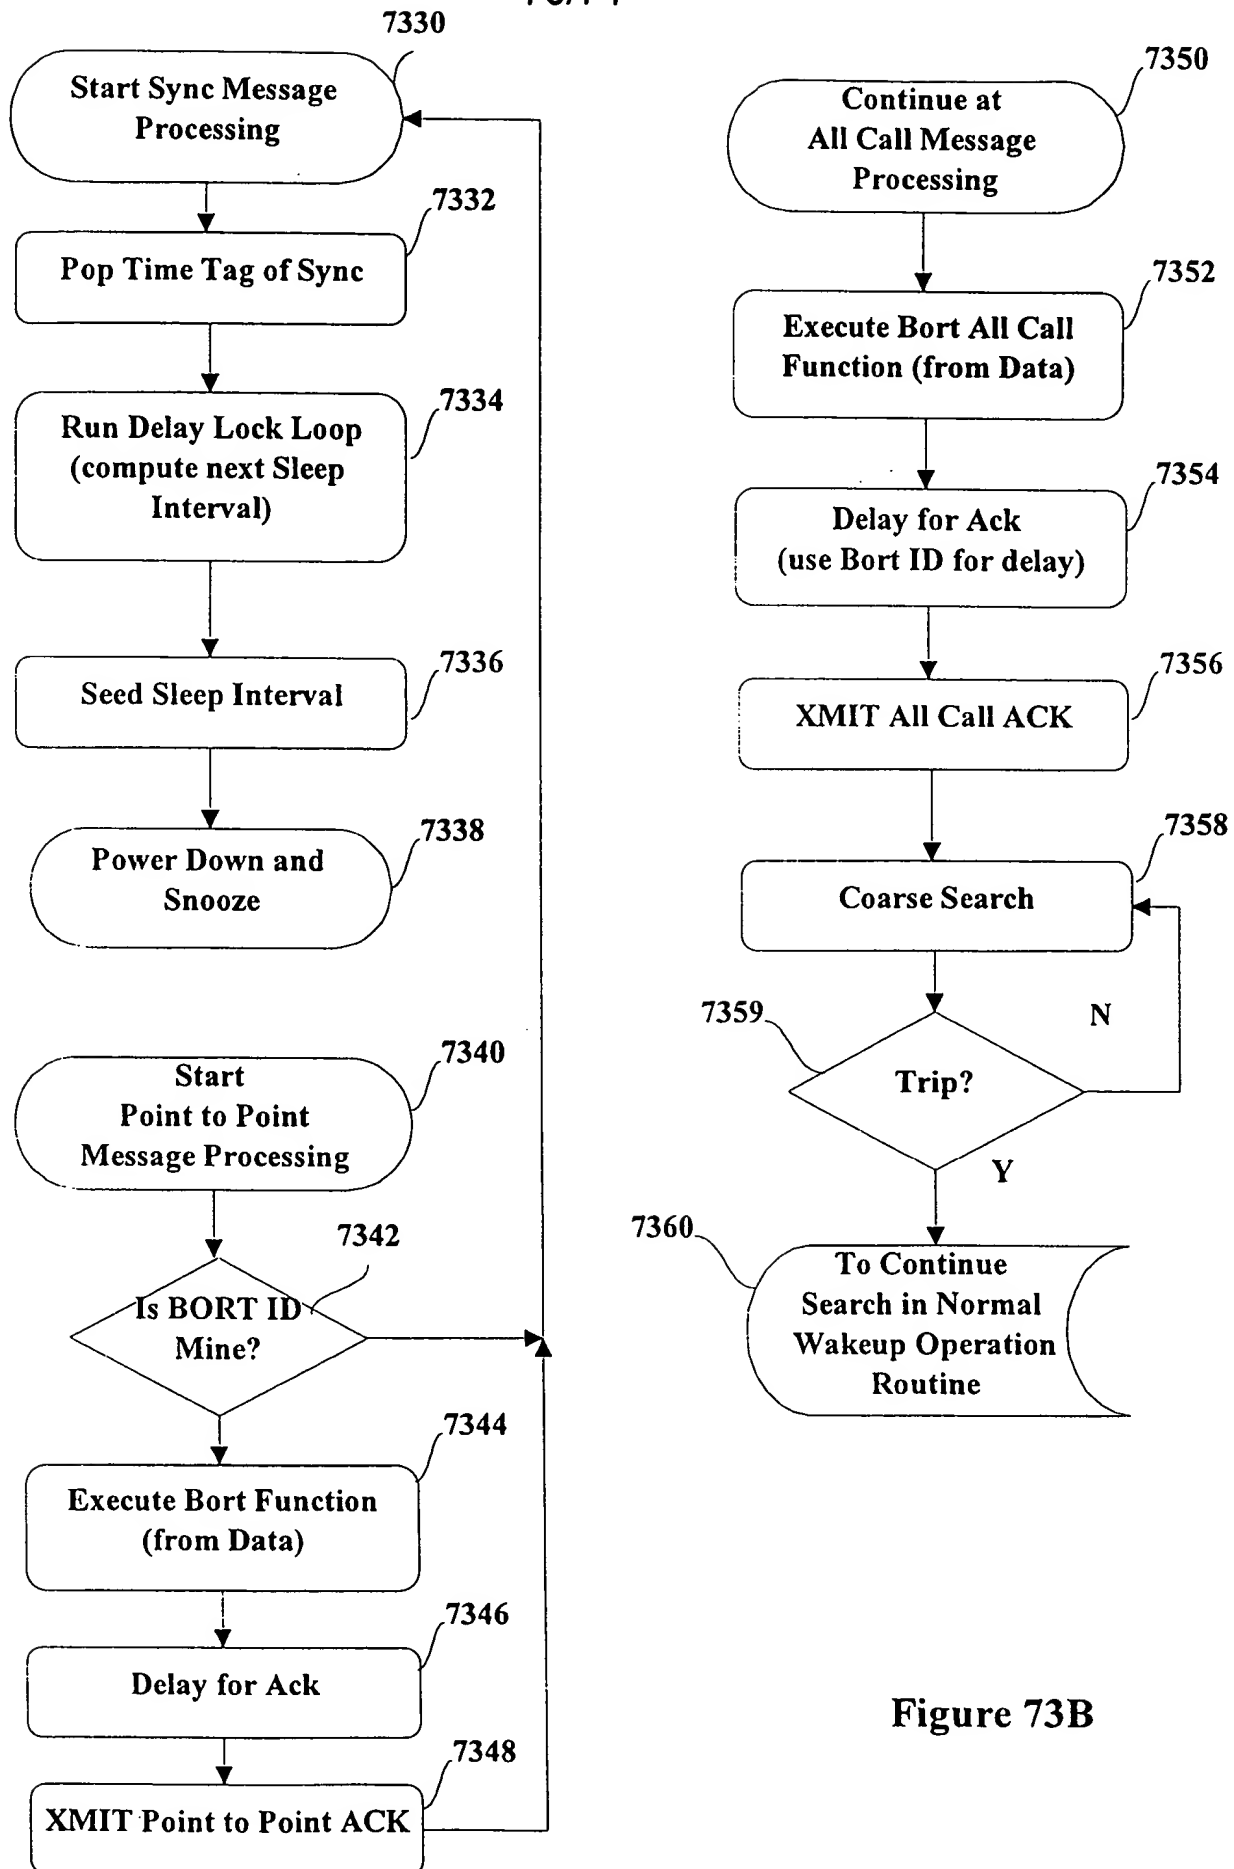 7330
Start Sync Message
Processing
7332
Pop Time Tag of Sync
7334
Run Delay Lock Loop
(compute next Sleep
Interval)
7336
Seed Sleep Interval
7338
Power Down and
Snooze
7340
Start
Point to Point
Message Processing
7342
Is BORT ID
Mine?
7344
Execute Bort Function
(from Data)
7346
Delay for Ack
7348
XMIT Point to Point ACK
7350
Continue at
All Call Message
Processing
7352
Execute Bort All Call
Function (from Data)
7354
Delay for Ack
(use Bort ID for delay)
7356
XMIT All Call ACK
7358
Coarse Search
7359
N
Trip?
Y
7360
To Continue
Search in Normal
Wakeup Operation
Routine
Figure 73B